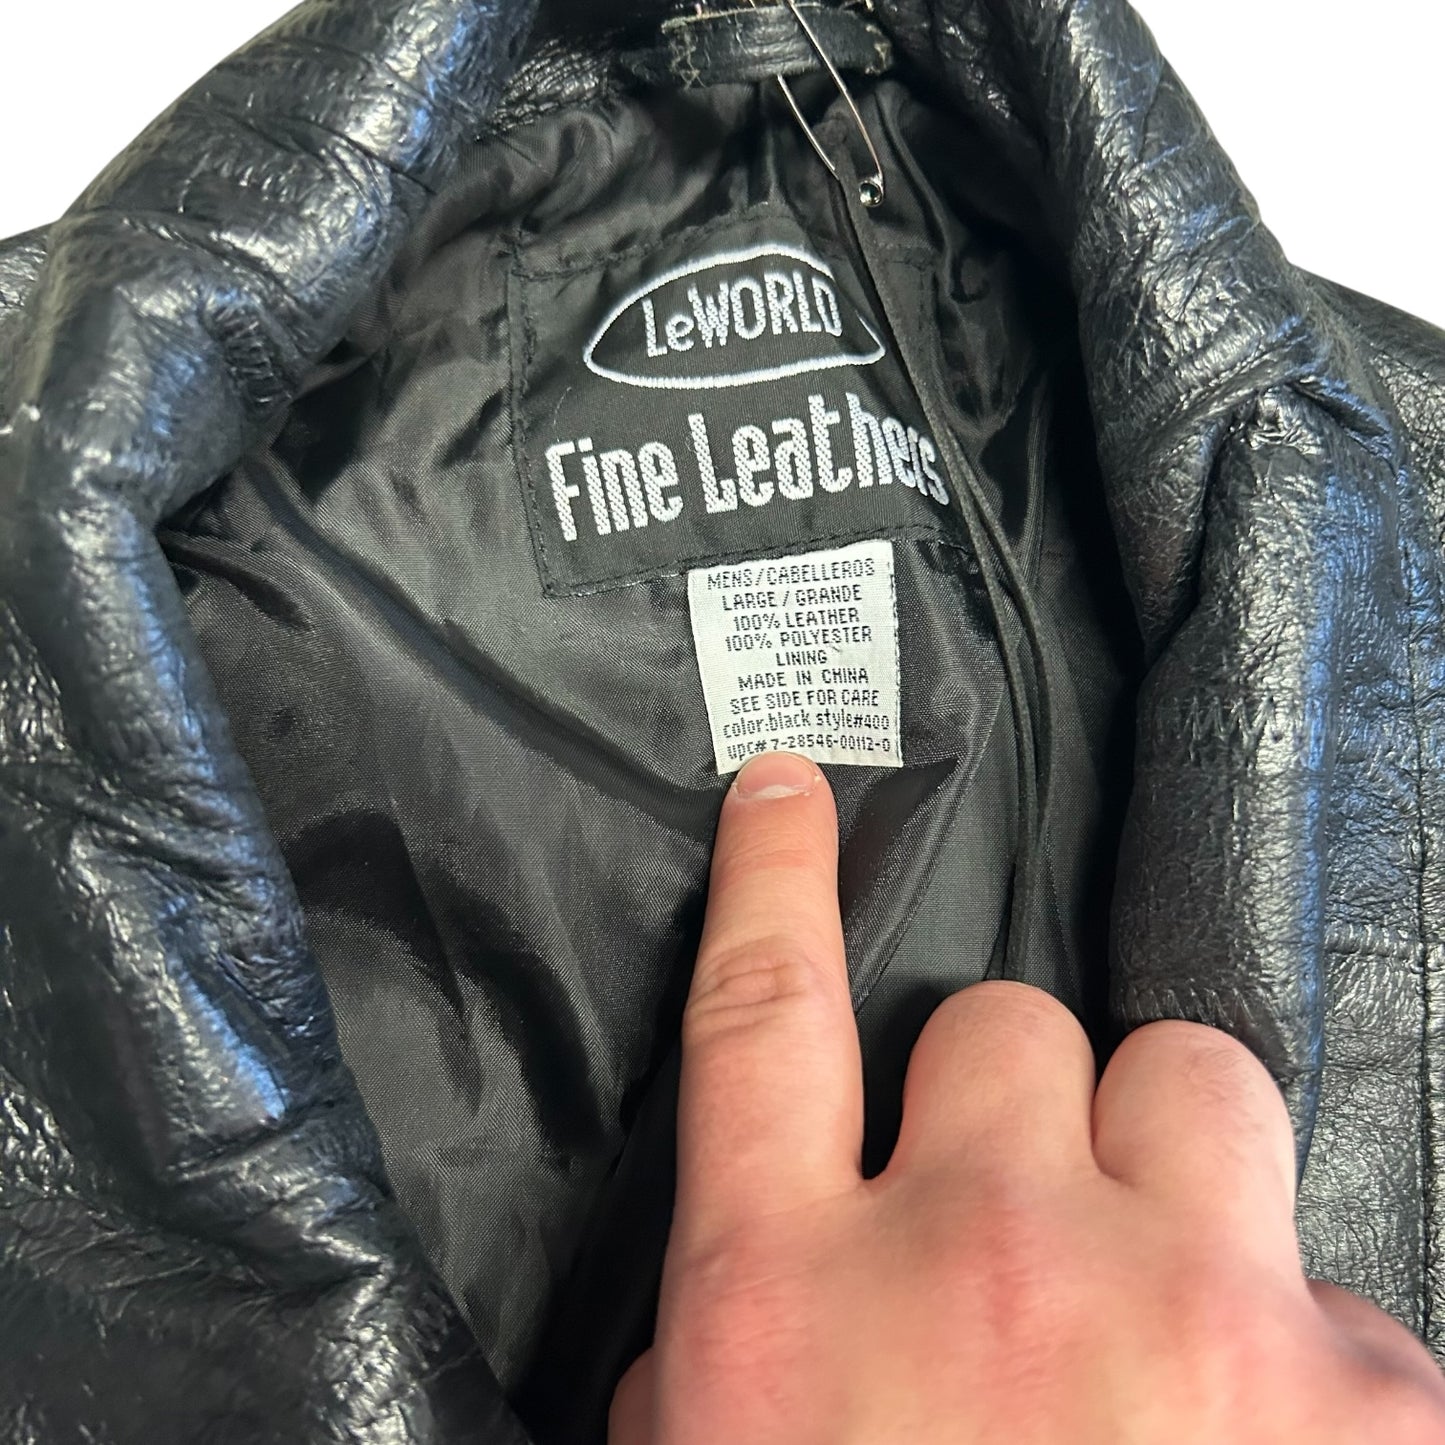 LeWORLD
Fine Leathers
MENS/CABELLEROS
LARGE / GRANDE
100% LEATHER
100% POLYESTER
LINING
MADE IN CHINA
SEE SIDE FOR CARE
color:black style#400
upc# 7-28546-00112-0